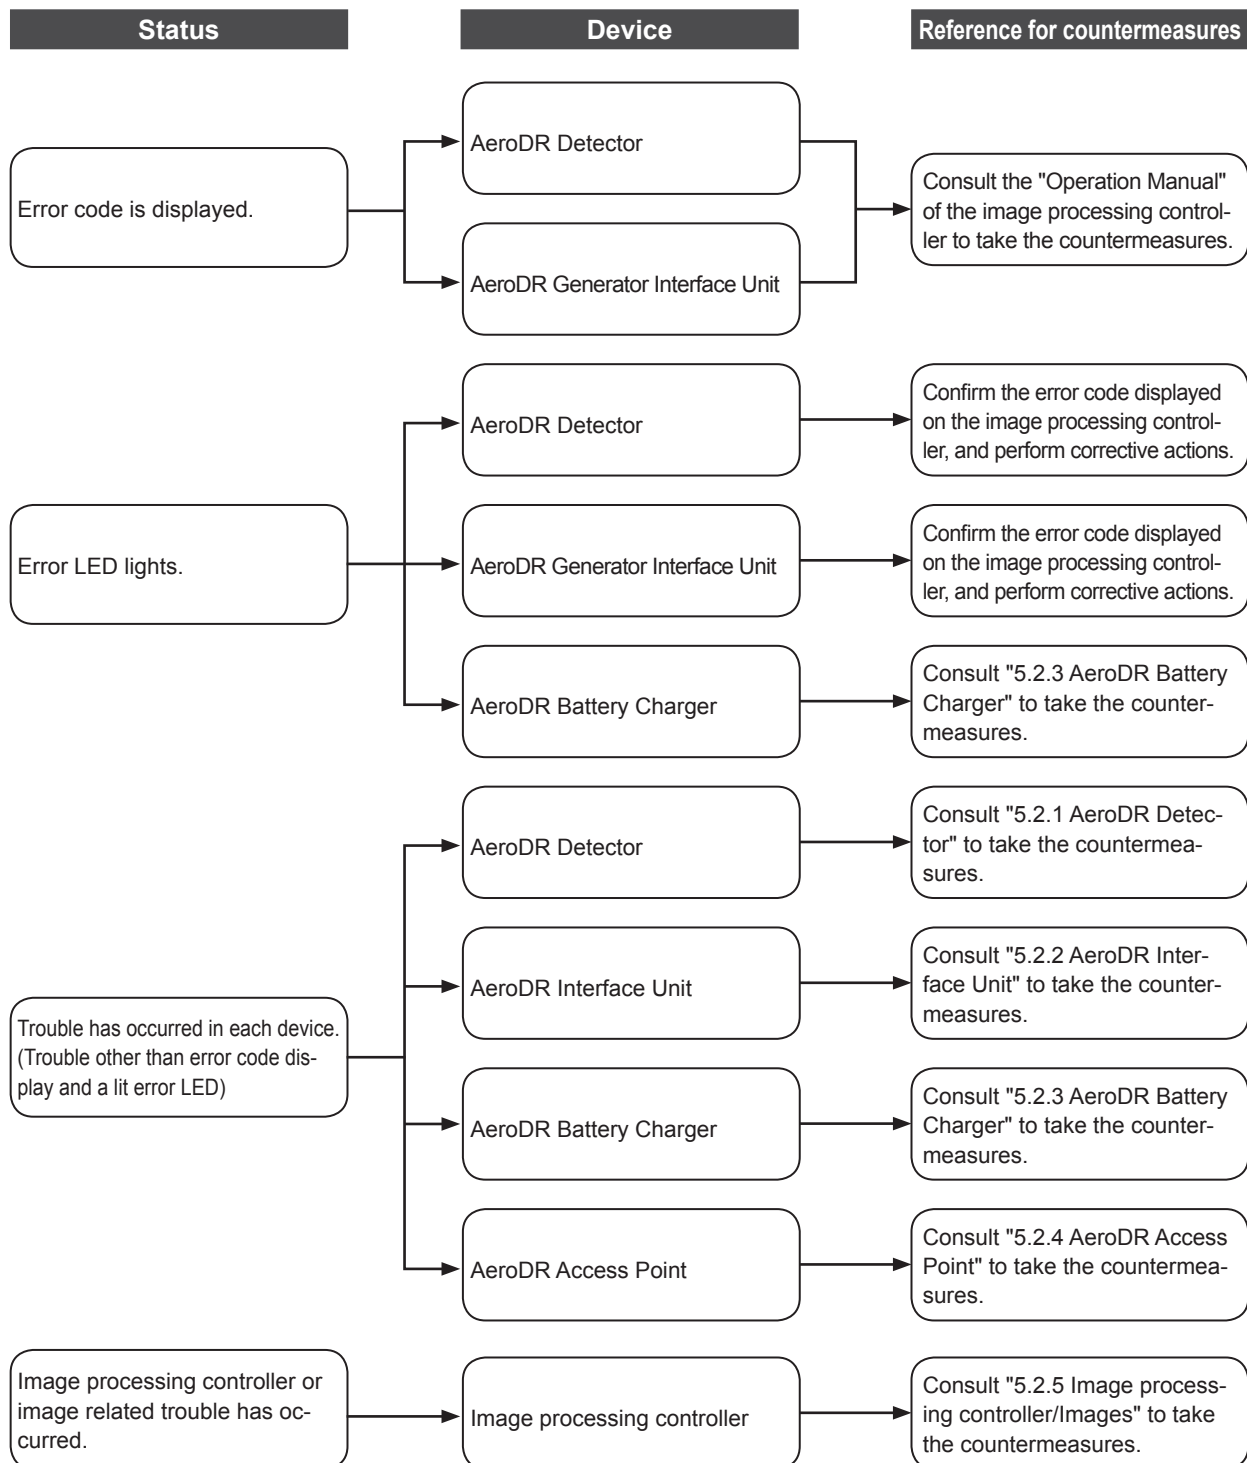 Status
Device
Reference for countermeasures
Error code is displayed.
AeroDR Detector
AeroDR Generator Interface Unit
Consult the "Operation Manual"
of the image processing control-
ler to take the countermeasures.
Error LED lights.
AeroDR Detector
Confirm the error code displayed
on the image processing control-
ler, and perform corrective actions.
AeroDR Generator Interface Unit
Confirm the error code displayed
on the image processing control-
ler, and perform corrective actions.
AeroDR Battery Charger
Consult "5.2.3 AeroDR Battery
Charger" to take the counter-
measures.
Trouble has occurred in each device.
(Trouble other than error code dis-
play and a lit error LED)
AeroDR Detector
Consult "5.2.1 AeroDR Detec-
tor" to take the countermea-
sures.
AeroDR Interface Unit
Consult "5.2.2 AeroDR Inter-
face Unit" to take the counter-
measures.
AeroDR Battery Charger
Consult "5.2.3 AeroDR Battery
Charger" to take the counter-
measures.
AeroDR Access Point
Consult "5.2.4 AeroDR Access
Point" to take the countermea-
sures.
Image processing controller or
image related trouble has oc-
curred.
Image processing controller
Consult "5.2.5 Image process-
ing controller/Images" to take
the countermeasures.